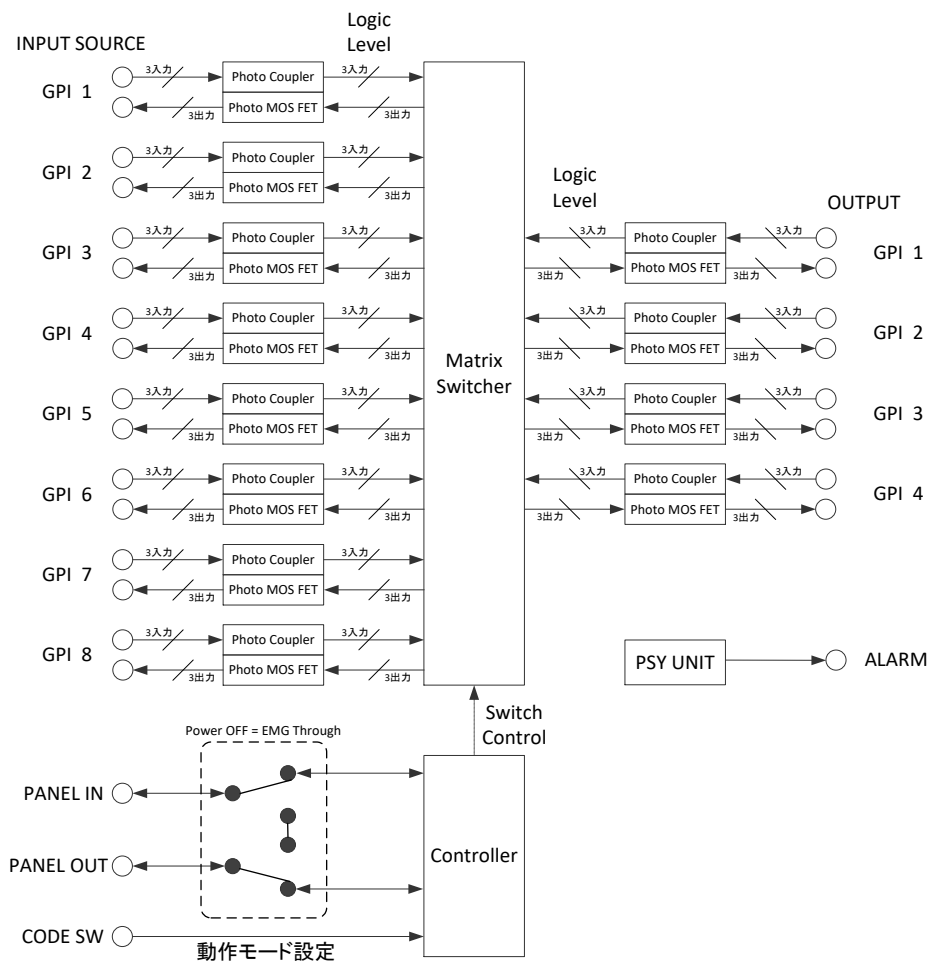 INPUT SOURCE
Logic
Level
GPI 1
3入力
Photo Coupler
3入力
3出力
Photo MOS FET
3出力
GPI 2
3入力
Photo Coupler
3入力
3出力
Photo MOS FET
3出力
GPI 3
3入力
Photo Coupler
3入力
3出力
Photo MOS FET
3出力
GPI 4
3入力
Photo Coupler
3入力
3出力
Photo MOS FET
3出力
GPI 5
3入力
Photo Coupler
3入力
3出力
Photo MOS FET
3出力
GPI 6
3入力
Photo Coupler
3入力
3出力
Photo MOS FET
3出力
GPI 7
3入力
Photo Coupler
3入力
3出力
Photo MOS FET
3出力
GPI 8
3入力
Photo Coupler
3入力
3出力
Photo MOS FET
3出力
Matrix
Switcher
Logic
Level
OUTPUT
3入力
Photo Coupler
3入力
GPI 1
3出力
Photo MOS FET
3出力
3入力
Photo Coupler
3入力
GPI 2
3出力
Photo MOS FET
3出力
3入力
Photo Coupler
3入力
GPI 3
3出力
Photo MOS FET
3出力
3入力
Photo Coupler
3入力
GPI 4
3出力
Photo MOS FET
3出力
PSY UNIT
ALARM
Switch
Control
Power OFF = EMG Through
PANEL IN
PANEL OUT
Controller
CODE SW
動作モード設定